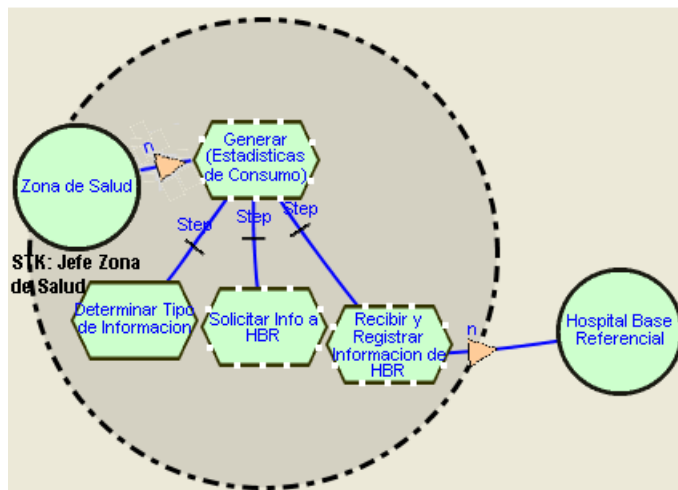 Generar
(Estadisticas
de Consumo)
n
Zona de Salud
STK: Jefe Zona
de Salud
Step
Step
Step
Determinar Tipo
de Informacion
Solicitar Info a
HBR
Recibir y
Registrar
Informacion de
HBR
n
Hospital Base
Referencial